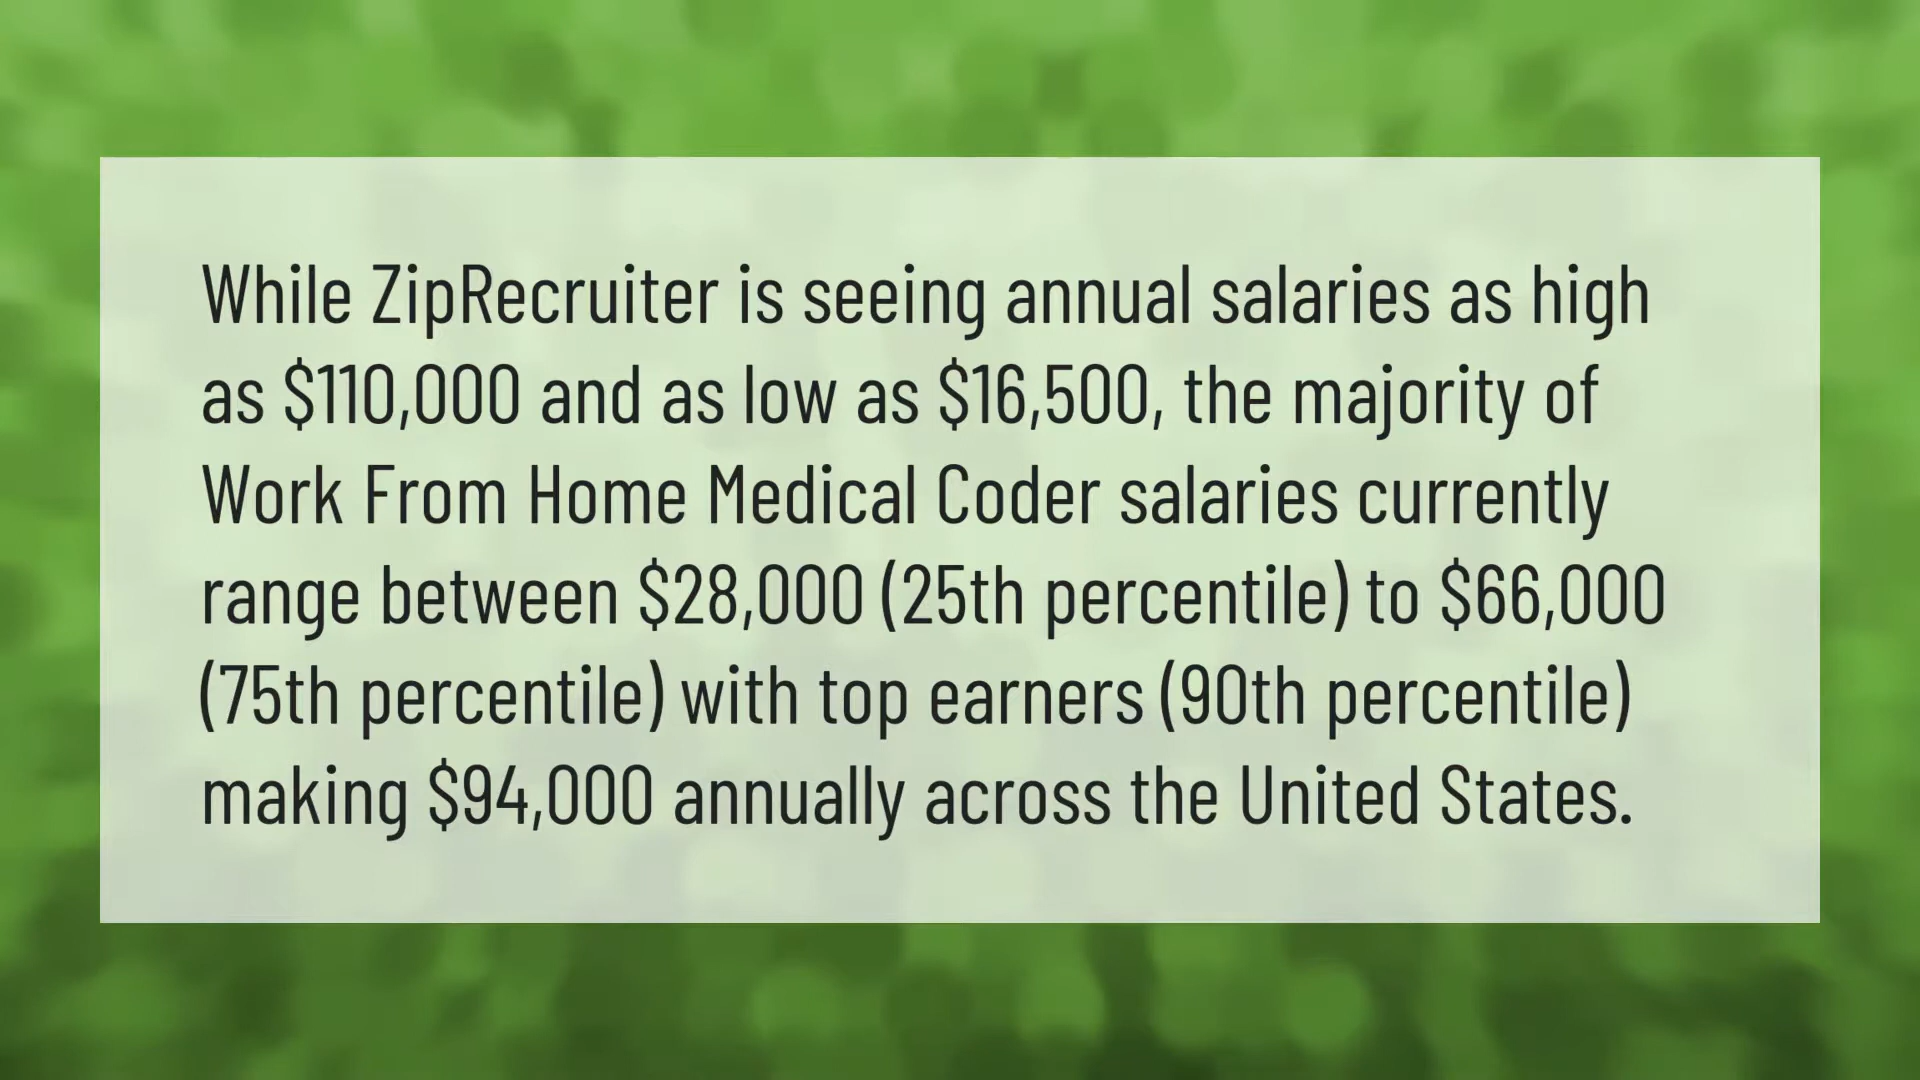 While ZipRecruiter is seeing annual salaries as high
as $110,000 and as low as $16,500, the majority of
Work From Home Medical Coder salaries currently
range between $28,000 (25th percentile) to $66,000
(75th percentile) with top earners (90th percentile)
making $94,000 annually across the United States.